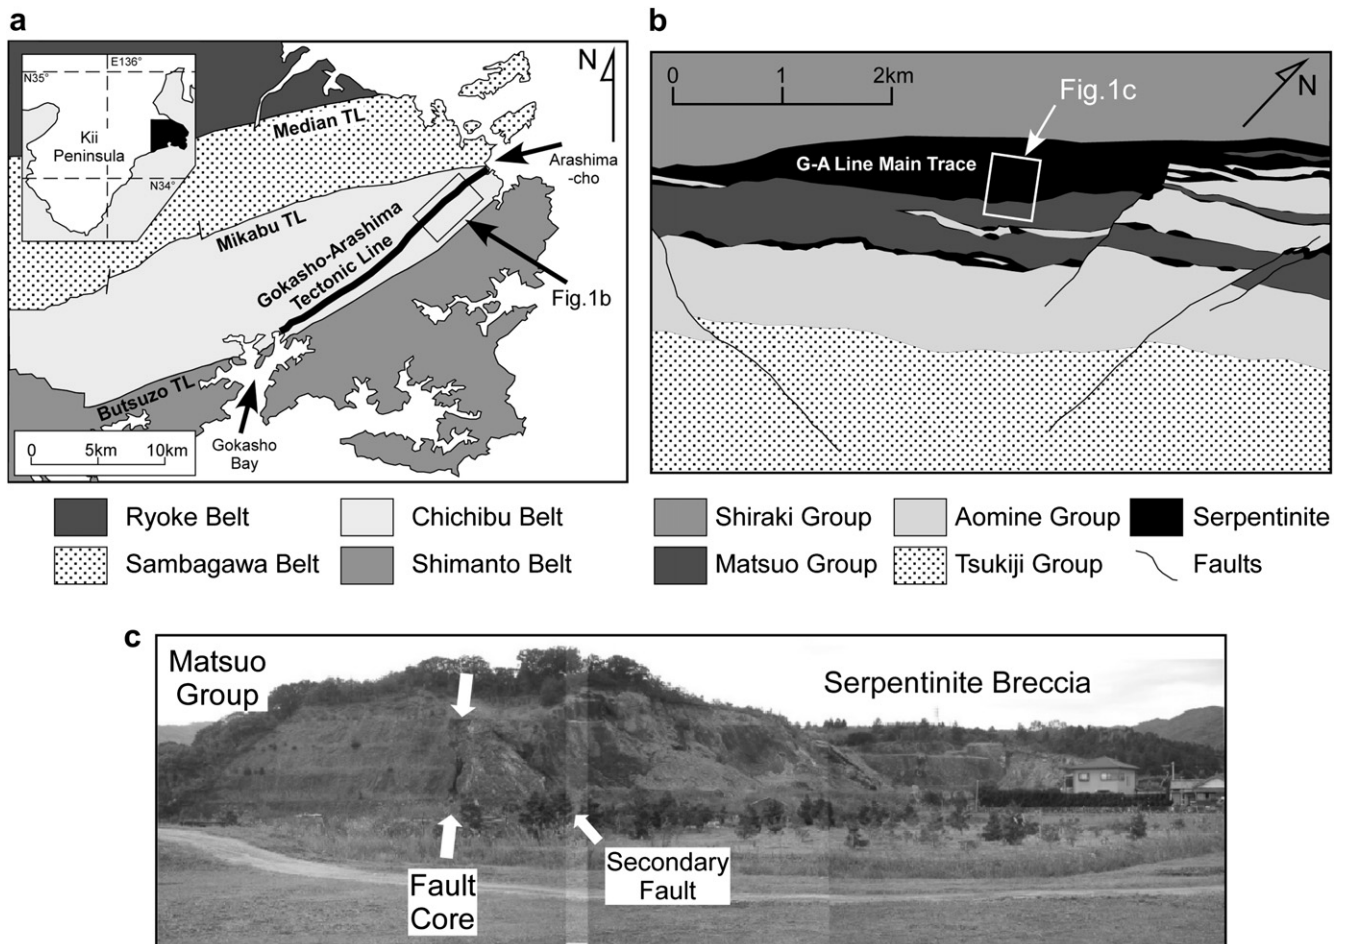 a
N35°
E136°
Kii
Peninsula
N34°
N
Median TL
Arashima
-cho
Mikabu TL
Gokasho-Arashima
Tectonic Line
Fig.1b
Butsuzo TL
0 5km 10km
Gokasho
Bay
Ryoke Belt
Chichibu Belt
Sambagawa Belt
Shimanto Belt
b
0 1 2km
Fig.1c
N
G-A Line Main Trace
Shiraki Group
Aomine Group
Serpentinite
Matsuo Group
Tsukiji Group
Faults
c
Matsuo
Group
Serpentinite Breccia
Fault
Core
Secondary
Fault